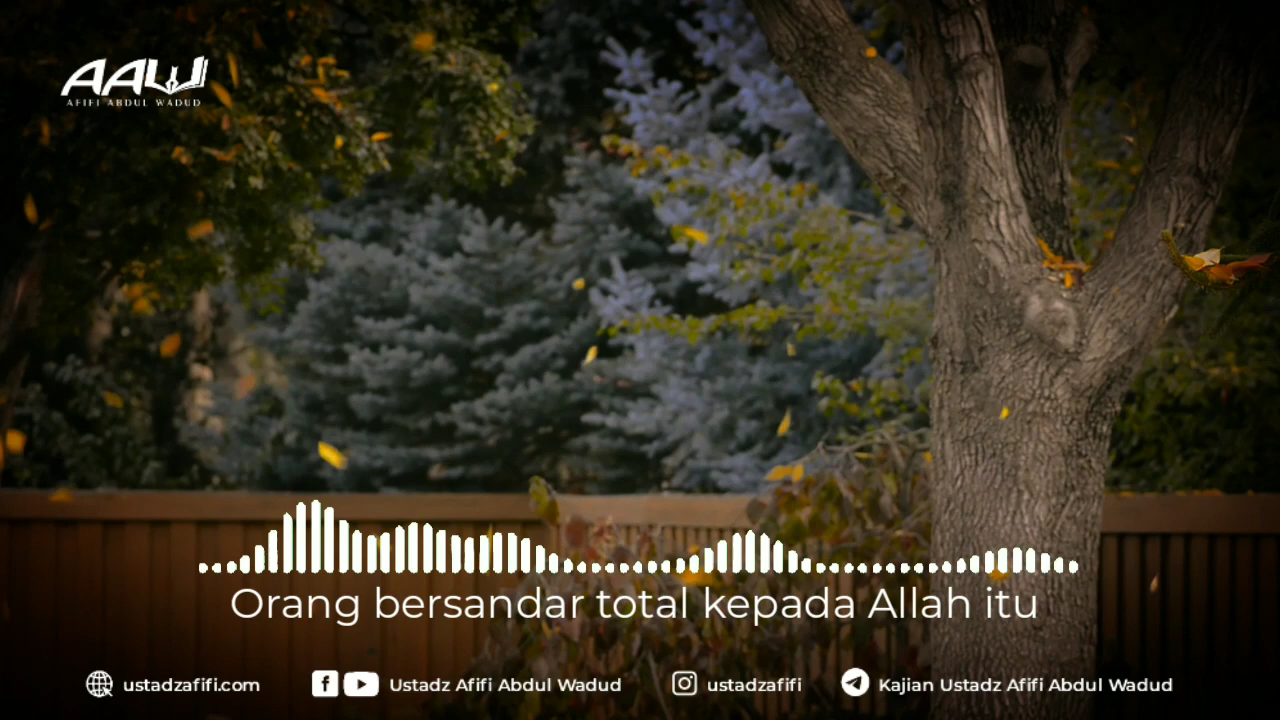 AAW
AFIFI ABDUL WADUD
Orang bersandar total kepada Allah itu
ustadzafifi.com
Ustadz Afifi Abdul Wadud
ustadzafifi
Kajian Ustadz Afifi Abdul Wadud